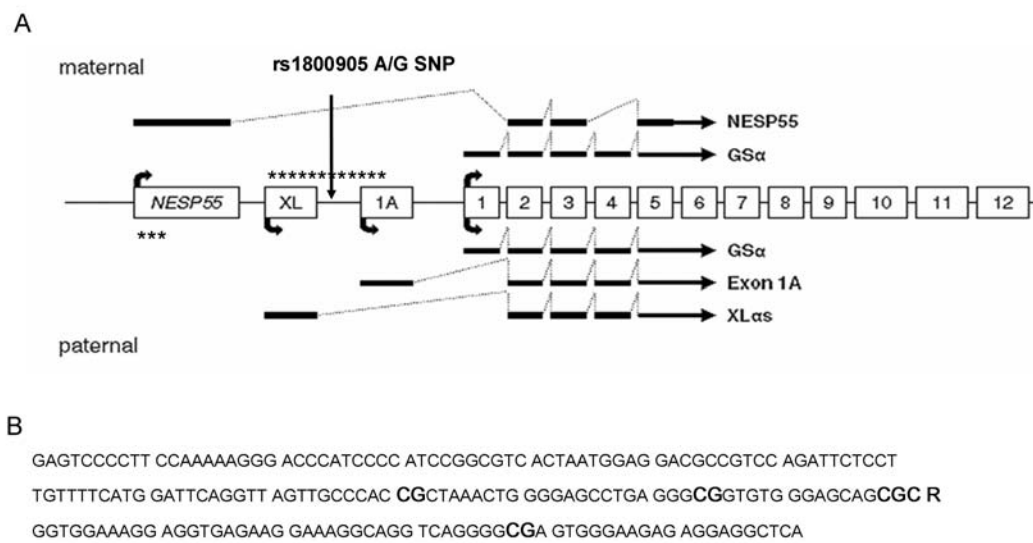 A
maternal
rs1800905 A/G SNP
NESP55
GSα
************
NESP55 XL 1A 1 2 3 4 5 6 7 8 9 10 11 12
***
GSα
Exon 1A
XLαs
paternal
B
GAGTCCCCTT CCAAAAAGGG ACCCATCCCC ATCCGGCGTC ACTAATGGAG GACGCCGTCC AGATTCTCCT
TGTTTTCATG GATTCAGGTT AGTTGCCCAC CGCTAAACTG GGGAGCCTGA GGGCGGTGTG GGAGCAGCGC R
GGTGGAAAGG AGGTGAGAAG GAAAGGCAGG TCAGGGGCGA GTGGGAAGAG AGGAGGCTCA